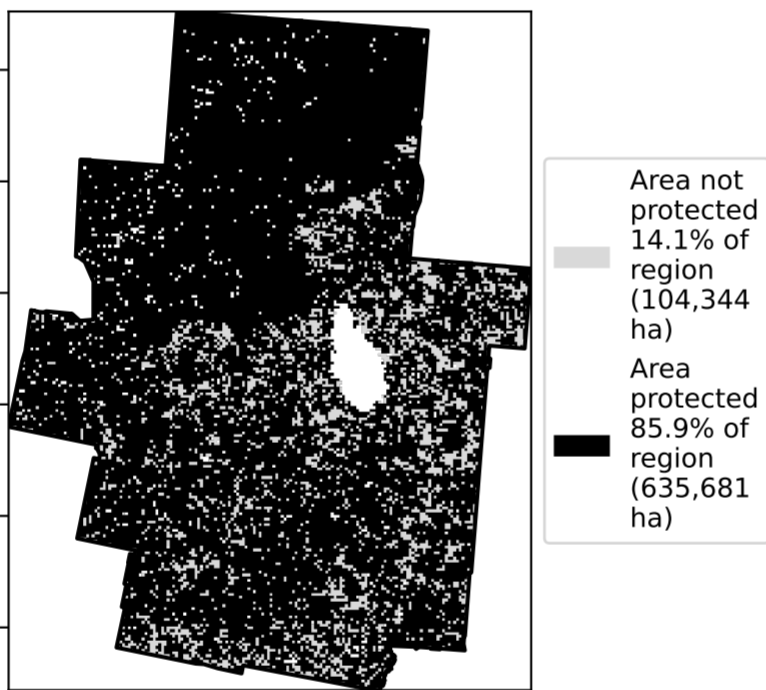 Area not
protected
14.1% of
region
(104,344
ha)
Area
protected
85.9% of
region
(635,681
ha)